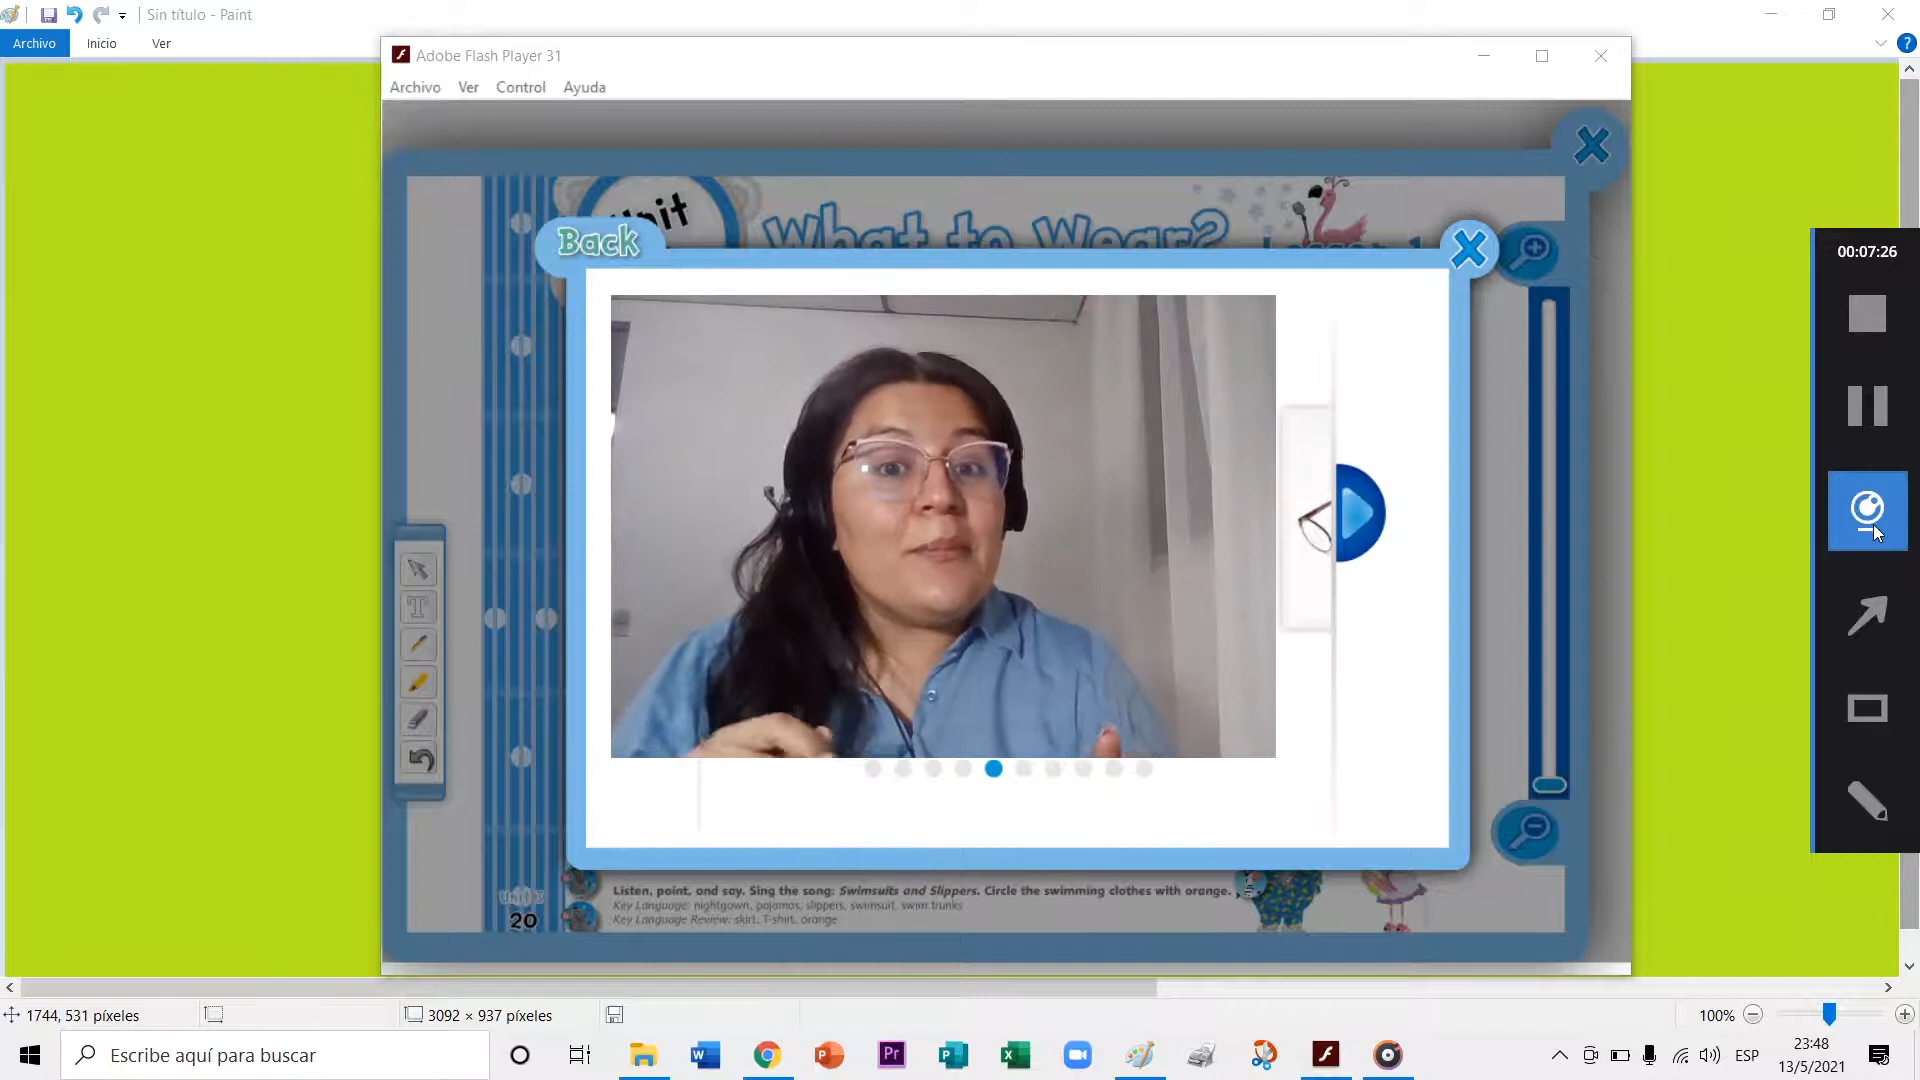 Sin título - Paint
Archivo Inicio Ver
Adobe Flash Player 31
Archivo Ver Control Ayuda
Unit
What to Wear?
Back
00:07:26
T
Unit 3
20
Listen, point, and say. Sing the song: Swimsuits and Slippers. Circle the swimming clothes with orange.
Key Language: nightgown, pajamas, slippers, swimsuit, swim trunks
Key Language Review: skirt, T-shirt, orange
1744, 531 píxeles
3092 × 937 píxeles
100%
Escribe aquí para buscar
ESP
23:48
13/5/2021